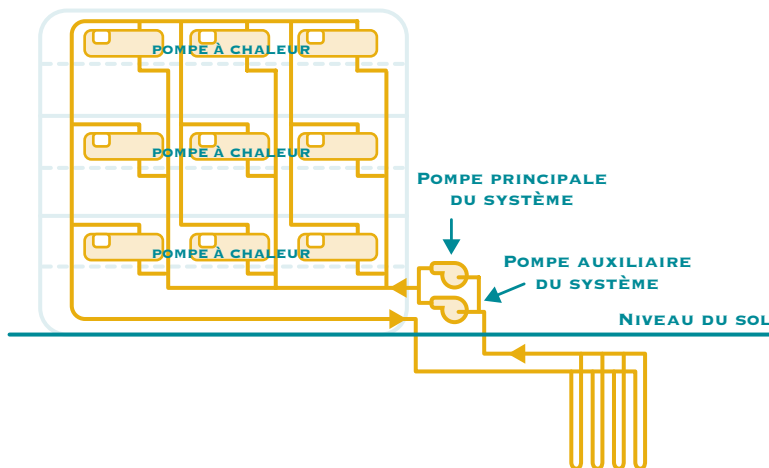 POMPE À CHALEUR
POMPE À CHALEUR
POMPE PRINCIPALE
DU SYSTÈME
POMPE À CHALEUR
POMPE AUXILIAIRE
DU SYSTÈME
NIVEAU DU SOL